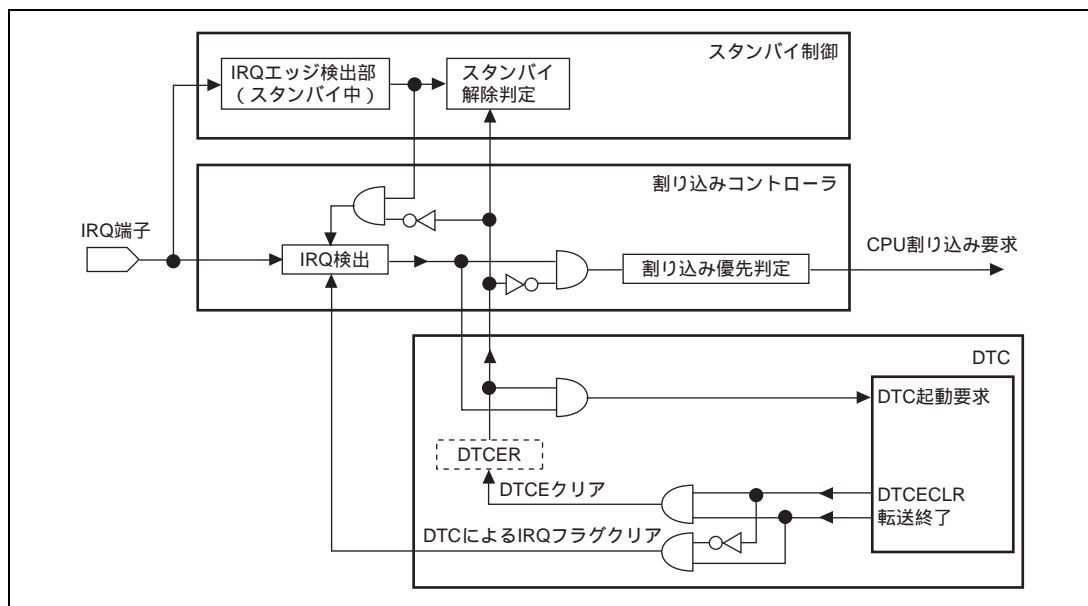 スタンバイ制御
IRQエッジ検出部
（スタンバイ中）
スタンバイ
解除判定
割り込みコントローラ
IRQ端子
IRQ検出
割り込み優先判定
CPU割り込み要求
DTC
DTC起動要求
DTCER
DTCEクリア
DTCECLR
転送終了
DTCによるIRQフラグクリア